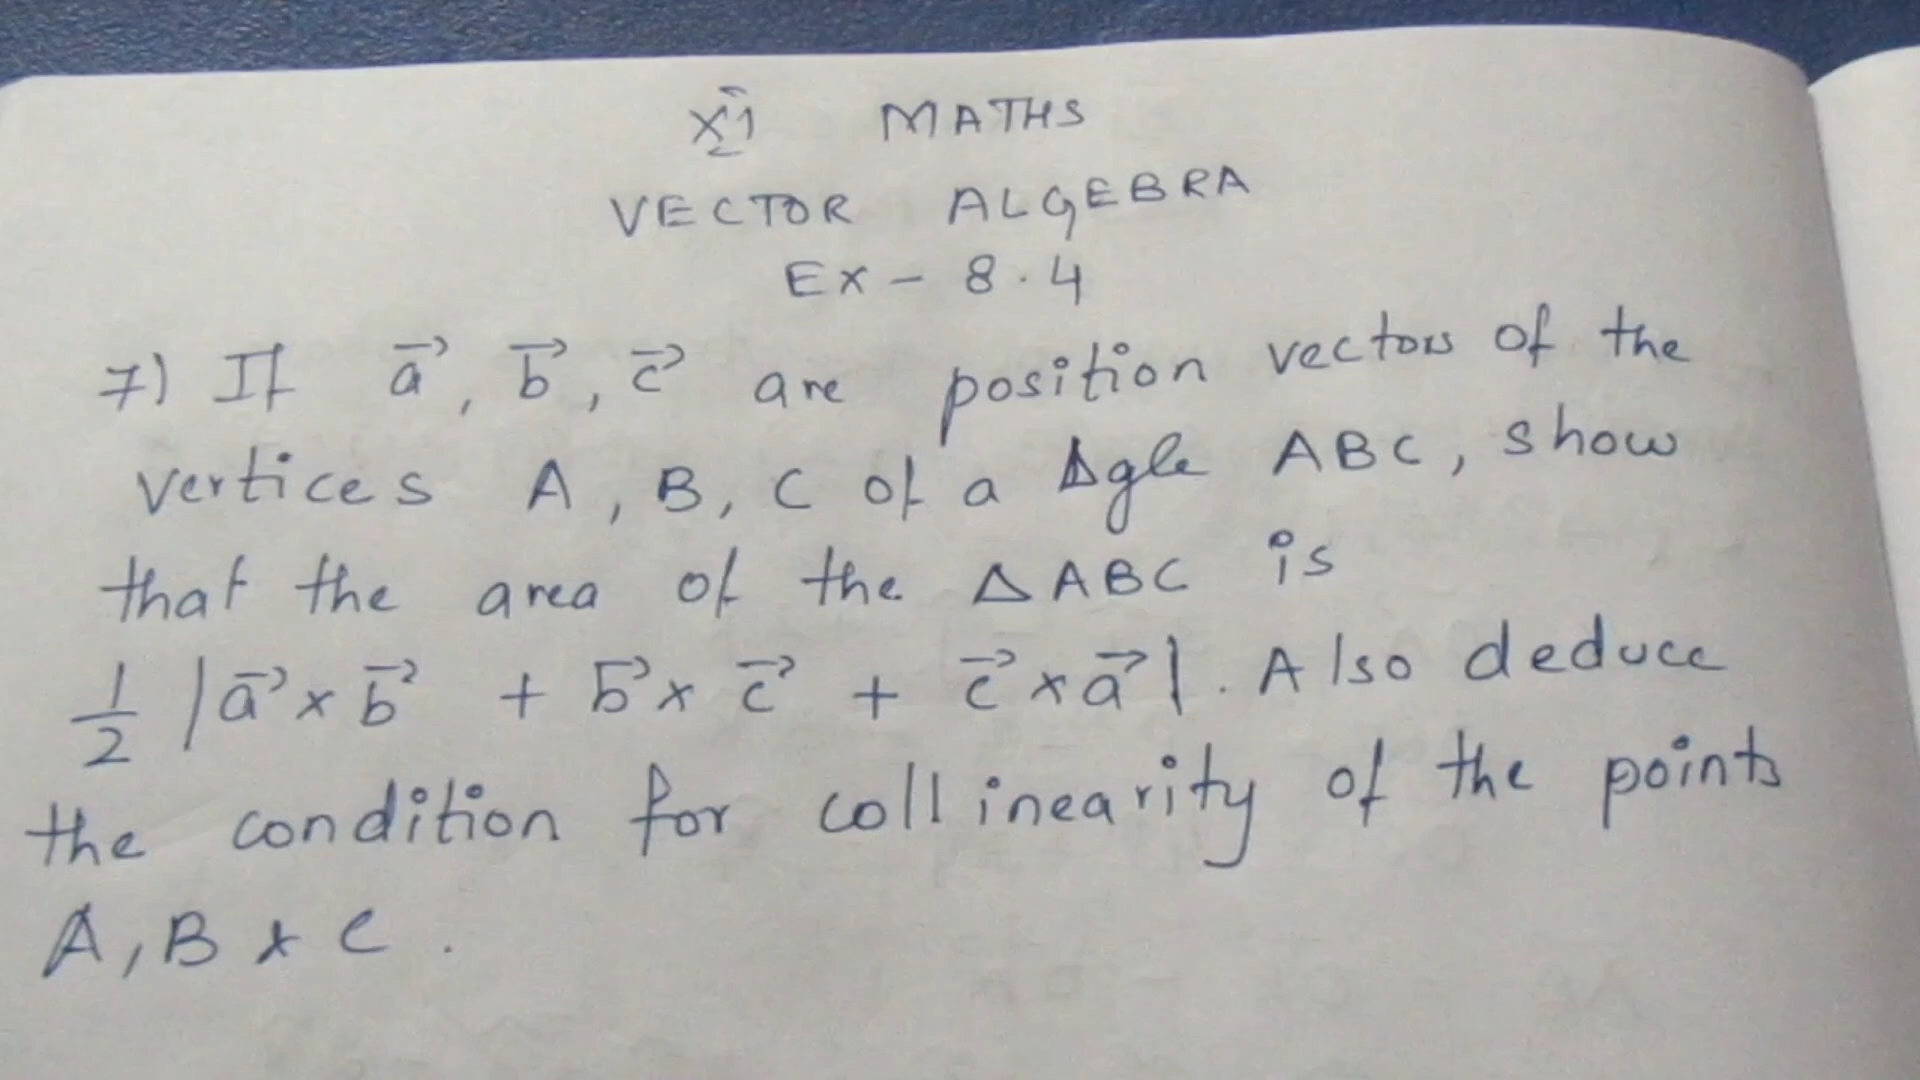 XI MATHS
VECTOR ALGEBRA
EX - 8.4
7) If a⃗, b⃗, c⃗ are position vectors of the
vertices A, B, C of a Δgle ABC, show
that the area of the Δ ABC is
1/2 |a⃗ × b⃗ + b⃗ × c⃗ + c⃗ × a⃗|. Also deduce
the condition for collinearity of the points
A, B & C.